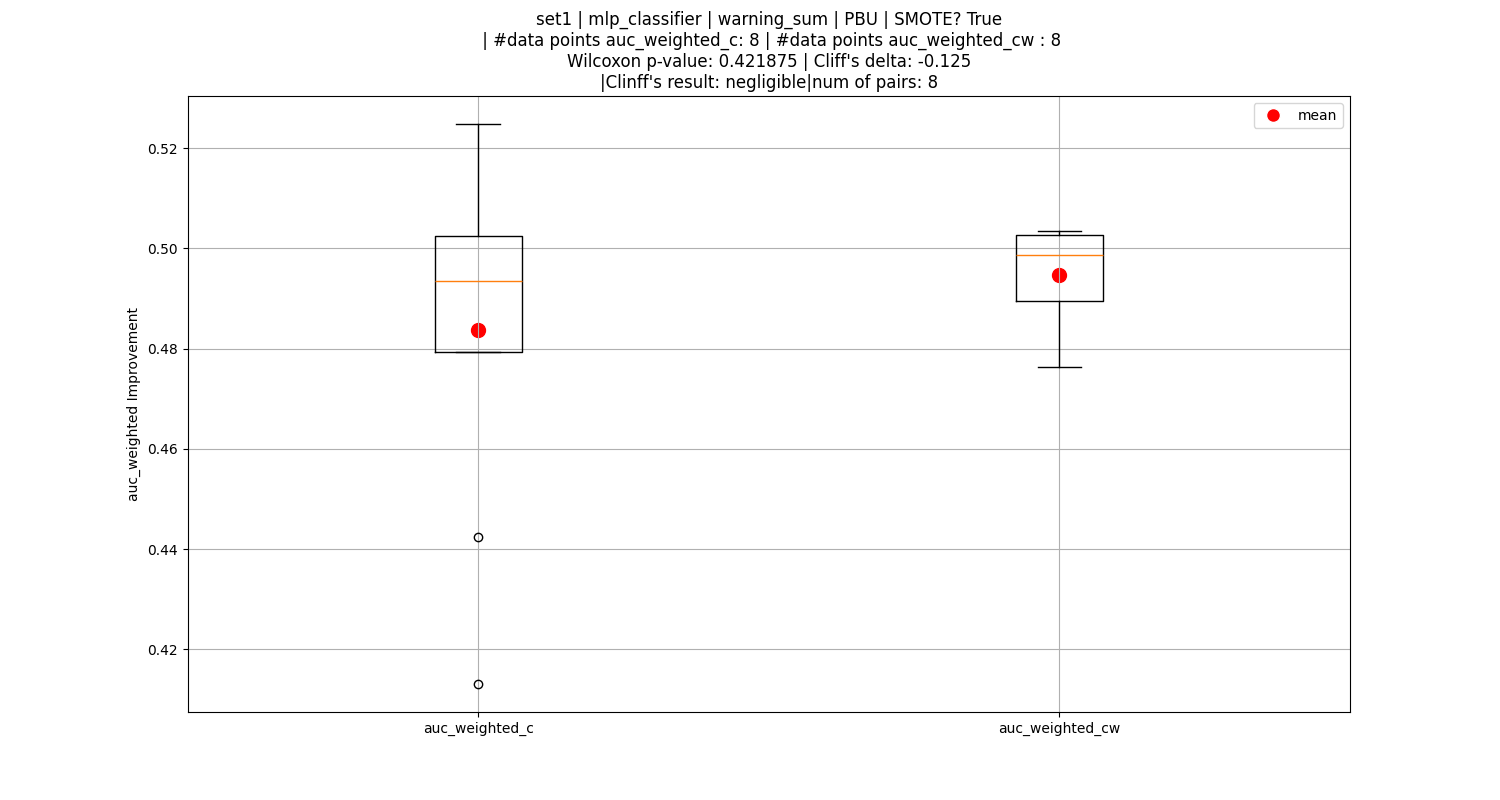 set1 | mlp_classifier | warning_sum | PBU | SMOTE? True
| #data points auc_weighted_c: 8 | #data points auc_weighted_cw : 8
Wilcoxon p-value: 0.421875 | Cliff's delta: -0.125
|Clinff's result: negligible|num of pairs: 8
mean
0.52
0.50
0.48
0.46
0.44
0.42
auc_weighted Improvement
auc_weighted_c
auc_weighted_cw